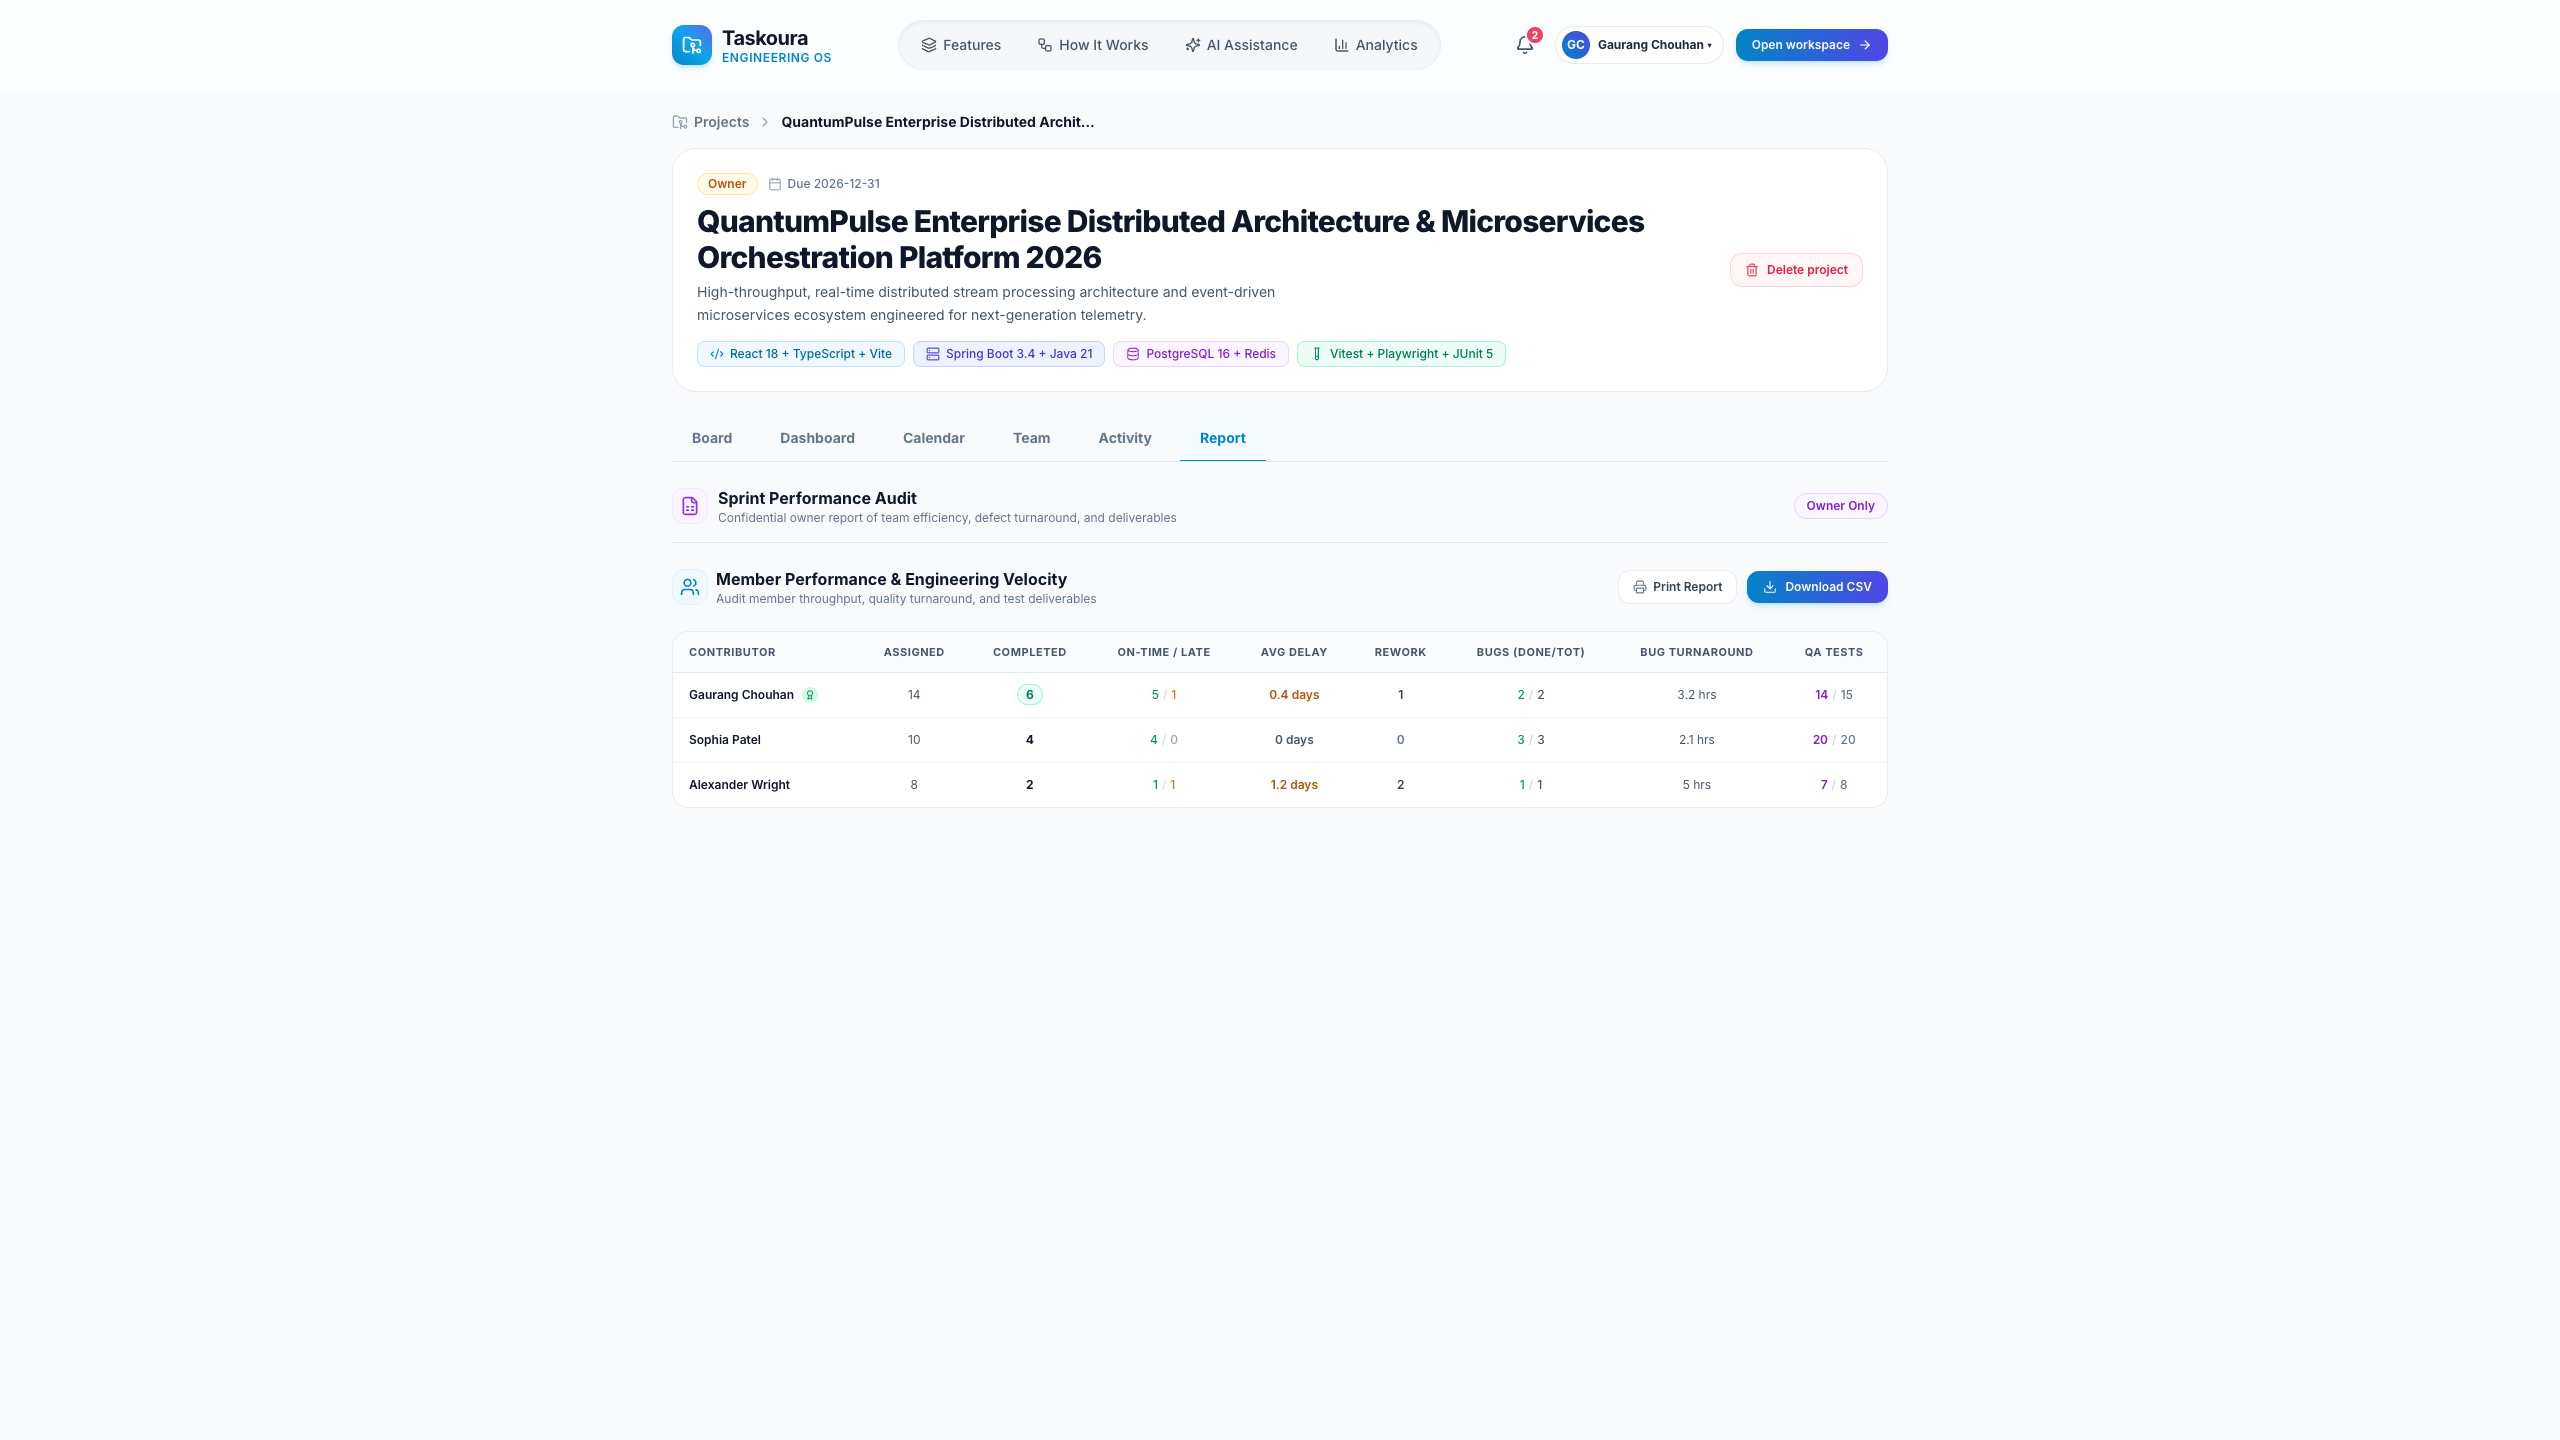 Taskoura
ENGINEERING OS
Features
How It Works
AI Assistance
Analytics
2
GC
Gaurang Chouhan
Open workspace
Projects
QuantumPulse Enterprise Distributed Archit...
Owner
Due 2026-12-31
QuantumPulse Enterprise Distributed Architecture & Microservices
Orchestration Platform 2026
Delete project
High-throughput, real-time distributed stream processing architecture and event-driven
microservices ecosystem engineered for next-generation telemetry.
React 18 + TypeScript + Vite
Spring Boot 3.4 + Java 21
PostgreSQL 16 + Redis
Vitest + Playwright + JUnit 5
Board
Dashboard
Calendar
Team
Activity
Report
Sprint Performance Audit
Confidential owner report of team efficiency, defect turnaround, and deliverables
Owner Only
Member Performance & Engineering Velocity
Audit member throughput, quality turnaround, and test deliverables
Print Report
Download CSV
CONTRIBUTOR ASSIGNED COMPLETED ON-TIME / LATE AVG DELAY REWORK BUGS (DONE/TOT) BUG TURNAROUND QA TESTS
Gaurang Chouhan 14 6 5 / 1 0.4 days 1 2 / 2 3.2 hrs 14 / 15
Sophia Patel 10 4 4 / 0 0 days 0 3 / 3 2.1 hrs 20 / 20
Alexander Wright 8 2 1 / 1 1.2 days 2 1 / 1 5 hrs 7 / 8